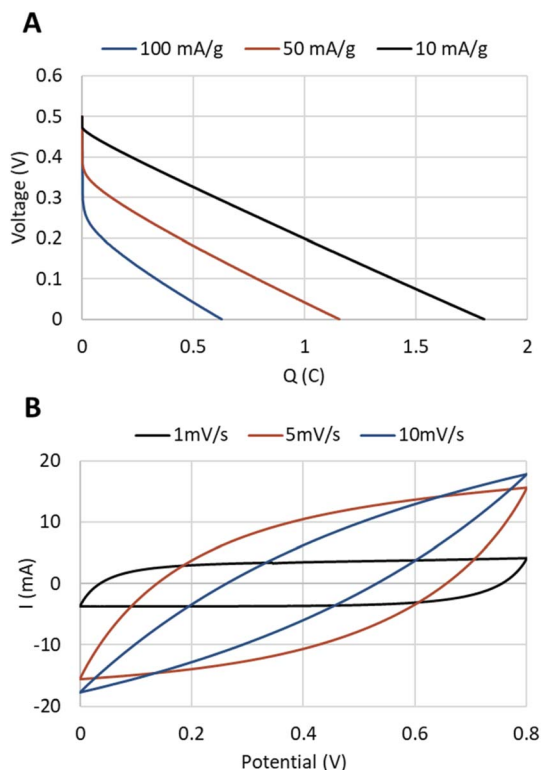 A
100 mA/g 50 mA/g 10 mA/g
0.6
0.5
0.4
0.3
0.2
0.1
0
Voltage (V)
0 0.5 1 1.5 2
Q (C)
B
1mV/s 5mV/s 10mV/s
20
10
0
-10
-20
I (mA)
0 0.2 0.4 0.6 0.8
Potential (V)